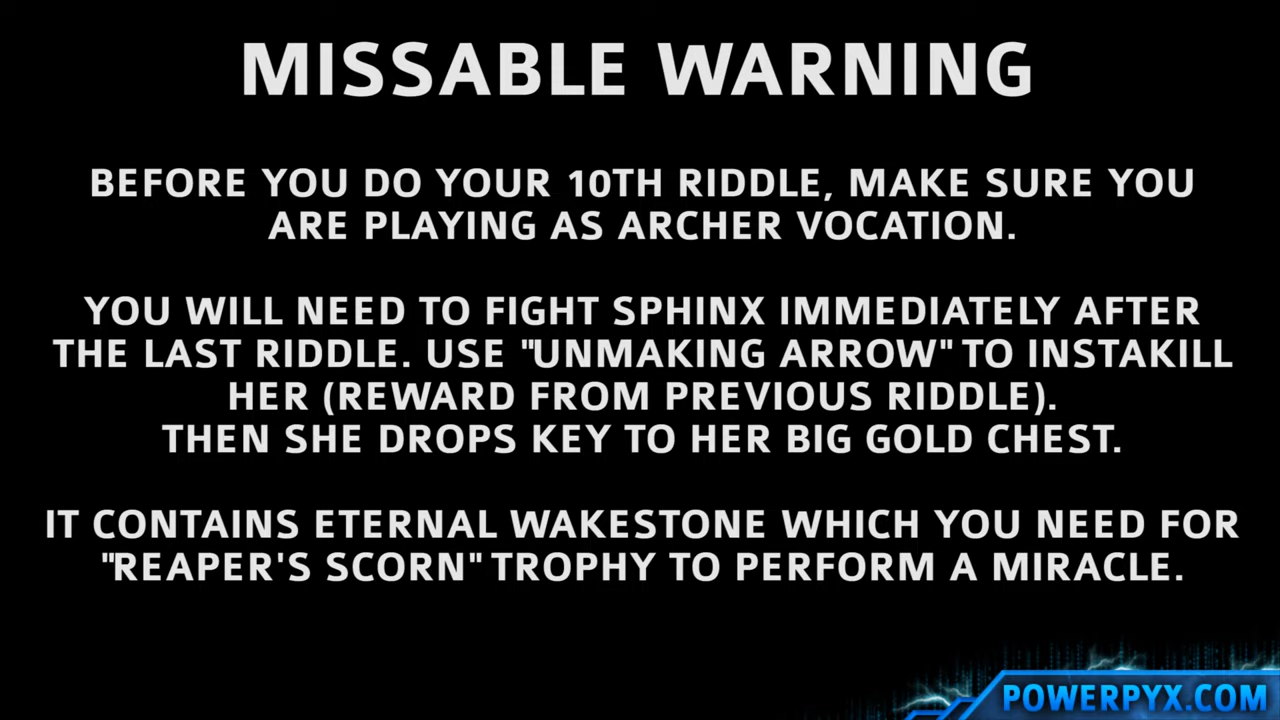 MISSABLE WARNING
BEFORE YOU DO YOUR 10TH RIDDLE, MAKE SURE YOU
ARE PLAYING AS ARCHER VOCATION.
YOU WILL NEED TO FIGHT SPHINX IMMEDIATELY AFTER
THE LAST RIDDLE. USE "UNMAKING ARROW" TO INSTAKILL
HER (REWARD FROM PREVIOUS RIDDLE).
THEN SHE DROPS KEY TO HER BIG GOLD CHEST.
IT CONTAINS ETERNAL WAKESTONE WHICH YOU NEED FOR
"REAPER'S SCORN" TROPHY TO PERFORM A MIRACLE.
POWERPYX.COM